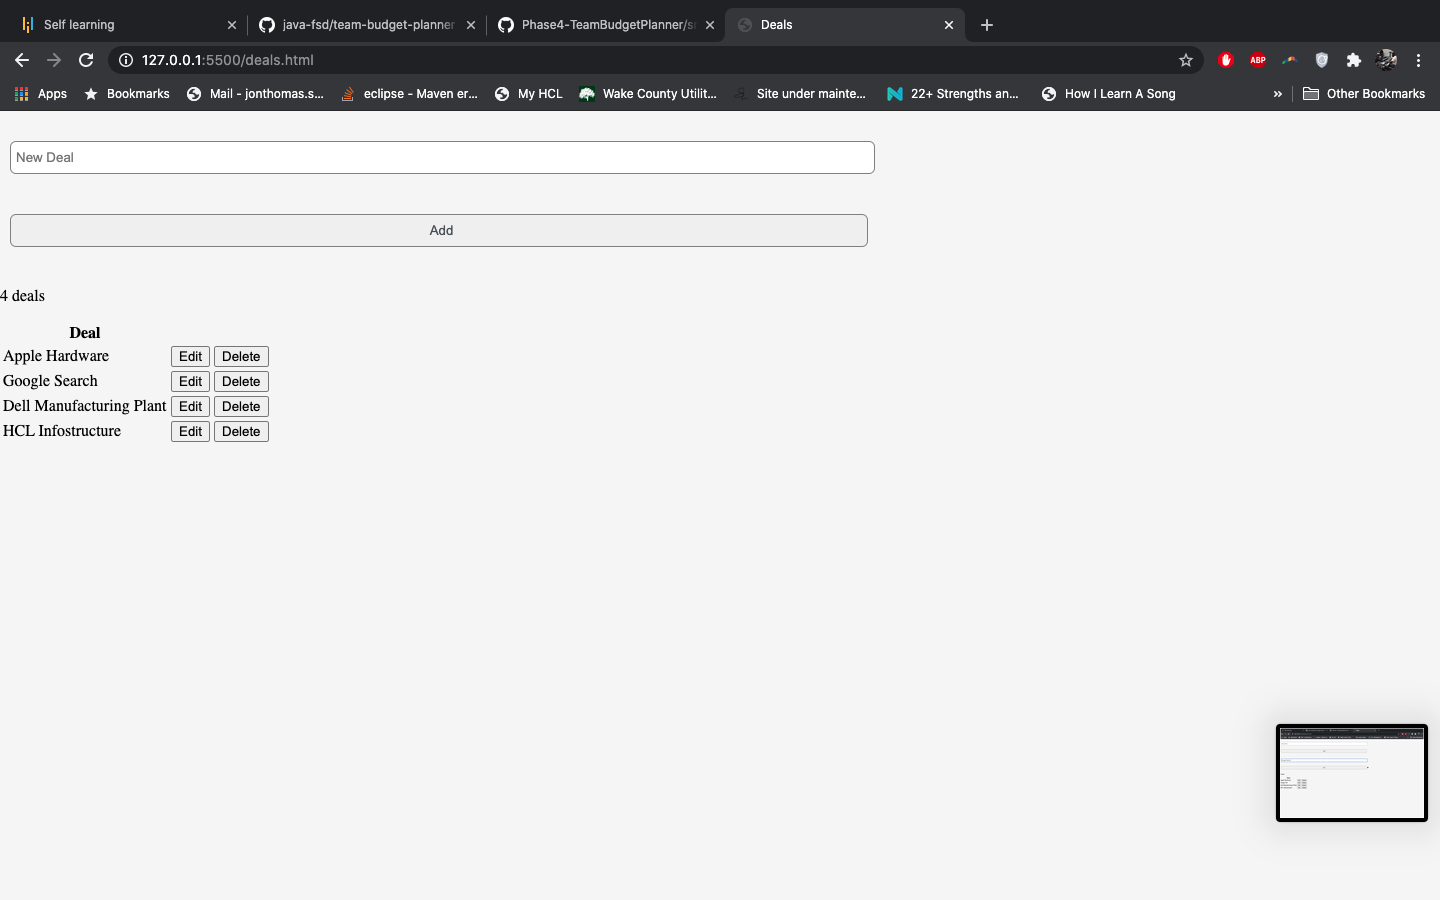 Self learning
java-fsd/team-budget-planner
Phase4-TeamBudgetPlanner/s
Deals
127.0.0.1:5500/deals.html
ABP
Apps
Bookmarks
Mail - jonthomas.s...
eclipse - Maven er...
My HCL
Wake County Utilit...
Site under mainte...
22+ Strengths an...
How I Learn A Song
»
Other Bookmarks
New Deal
Add
4 deals
Deal
Apple Hardware Edit Delete
Google Search Edit Delete
Dell Manufacturing Plant Edit Delete
HCL Infostructure Edit Delete